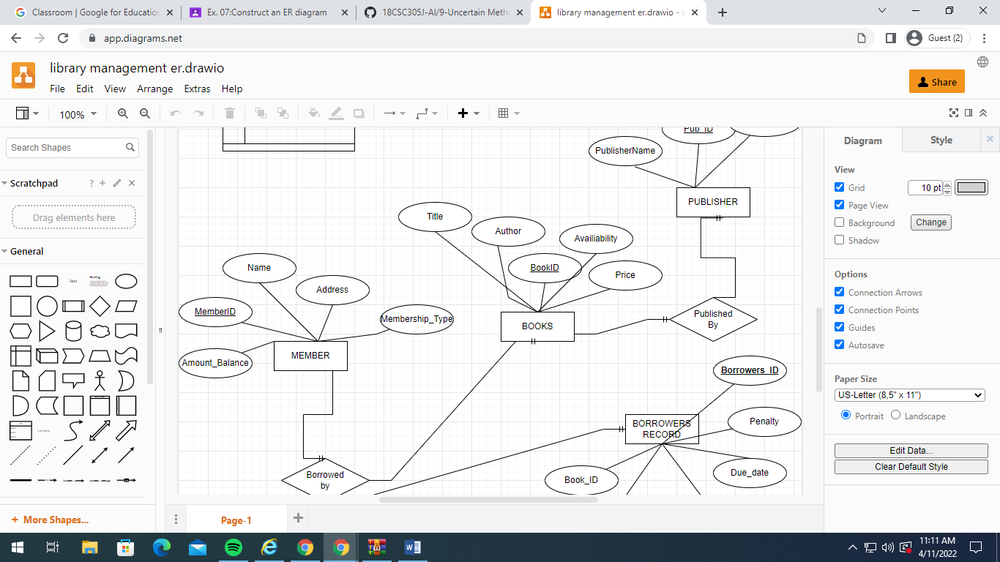 Classroom | Google for Education
Ex. 07:Construct an ER diagram
18CSC305J-AI/9-Uncertain Meth
library management er.drawio -
app.diagrams.net
Guest (2)
library management er.drawio
File Edit View Arrange Extras Help
Share
100%
Search Shapes
Scratchpad
Drag elements here
General
Text
Heading
List Item
More Shapes...
Pub_ID
PublisherName
PUBLISHER
Title
Author
Availiability
BookID
Price
Name
Address
MemberID
Membership_Type
Amount_Balance
MEMBER
BOOKS
Published
By
Borrowers_ID
BORROWERS
RECORD
Penalty
Due_date
Book_ID
Borrowed
by
Diagram
Style
View
Grid
10 pt
Page View
Background
Change
Shadow
Options
Connection Arrows
Connection Points
Guides
Autosave
Paper Size
US-Letter (8,5" x 11")
Portrait
Landscape
Edit Data...
Clear Default Style
Page-1
11:11 AM
4/11/2022